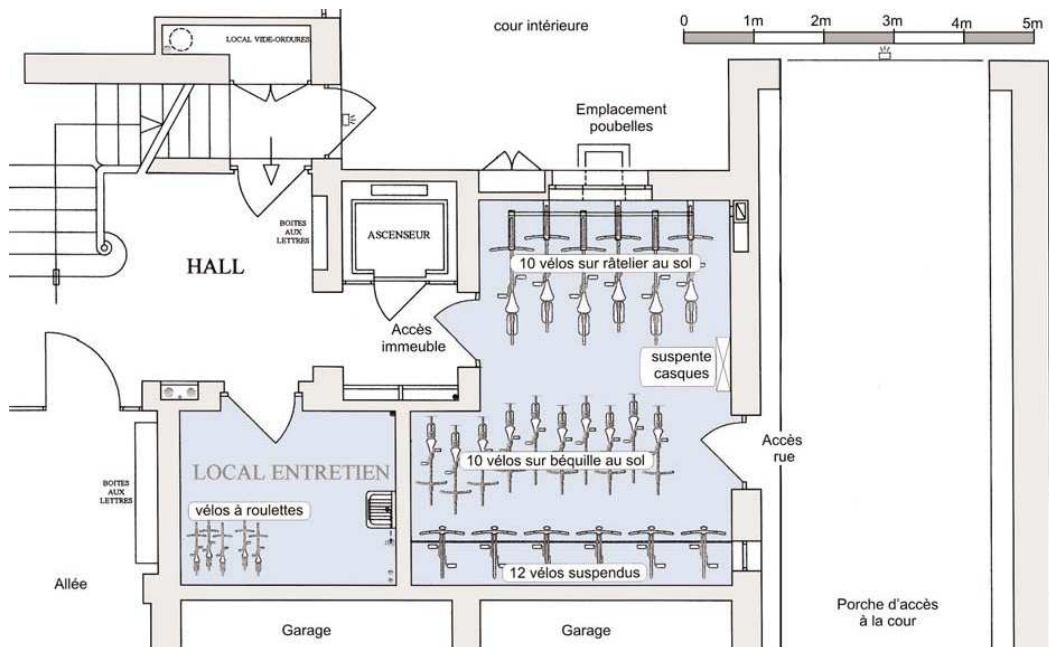 cour intérieure
0 1m 2m 3m 4m 5m
LOCAL VIDE-ORDURES
Emplacement
poubelles
BOITES
AUX
LETTRES
ASCENSEUR
HALL
10 vélos sur râtelier au sol
Accès
immeuble
suspente
casques
Accès
rue
LOCAL ENTRETIEN
10 vélos sur béquille au sol
BOITES
AUX
LETTRES
vélos à roulettes
12 vélos suspendus
Allée
Porche d'accès
à la cour
Garage
Garage